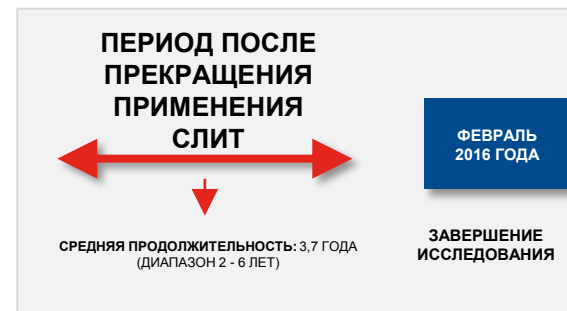 ПЕРИОД ПОСЛЕ
ПРЕКРАЩЕНИЯ
ПРИМЕНЕНИЯ
СЛИТ
ФЕВРАЛЬ
2016 ГОДА
СРЕДНЯЯ ПРОДОЛЖИТЕЛЬНОСТЬ: 3,7 ГОДА
(ДИАПАЗОН 2 - 6 ЛЕТ)
ЗАВЕРШЕНИЕ
ИССЛЕДОВАНИЯ